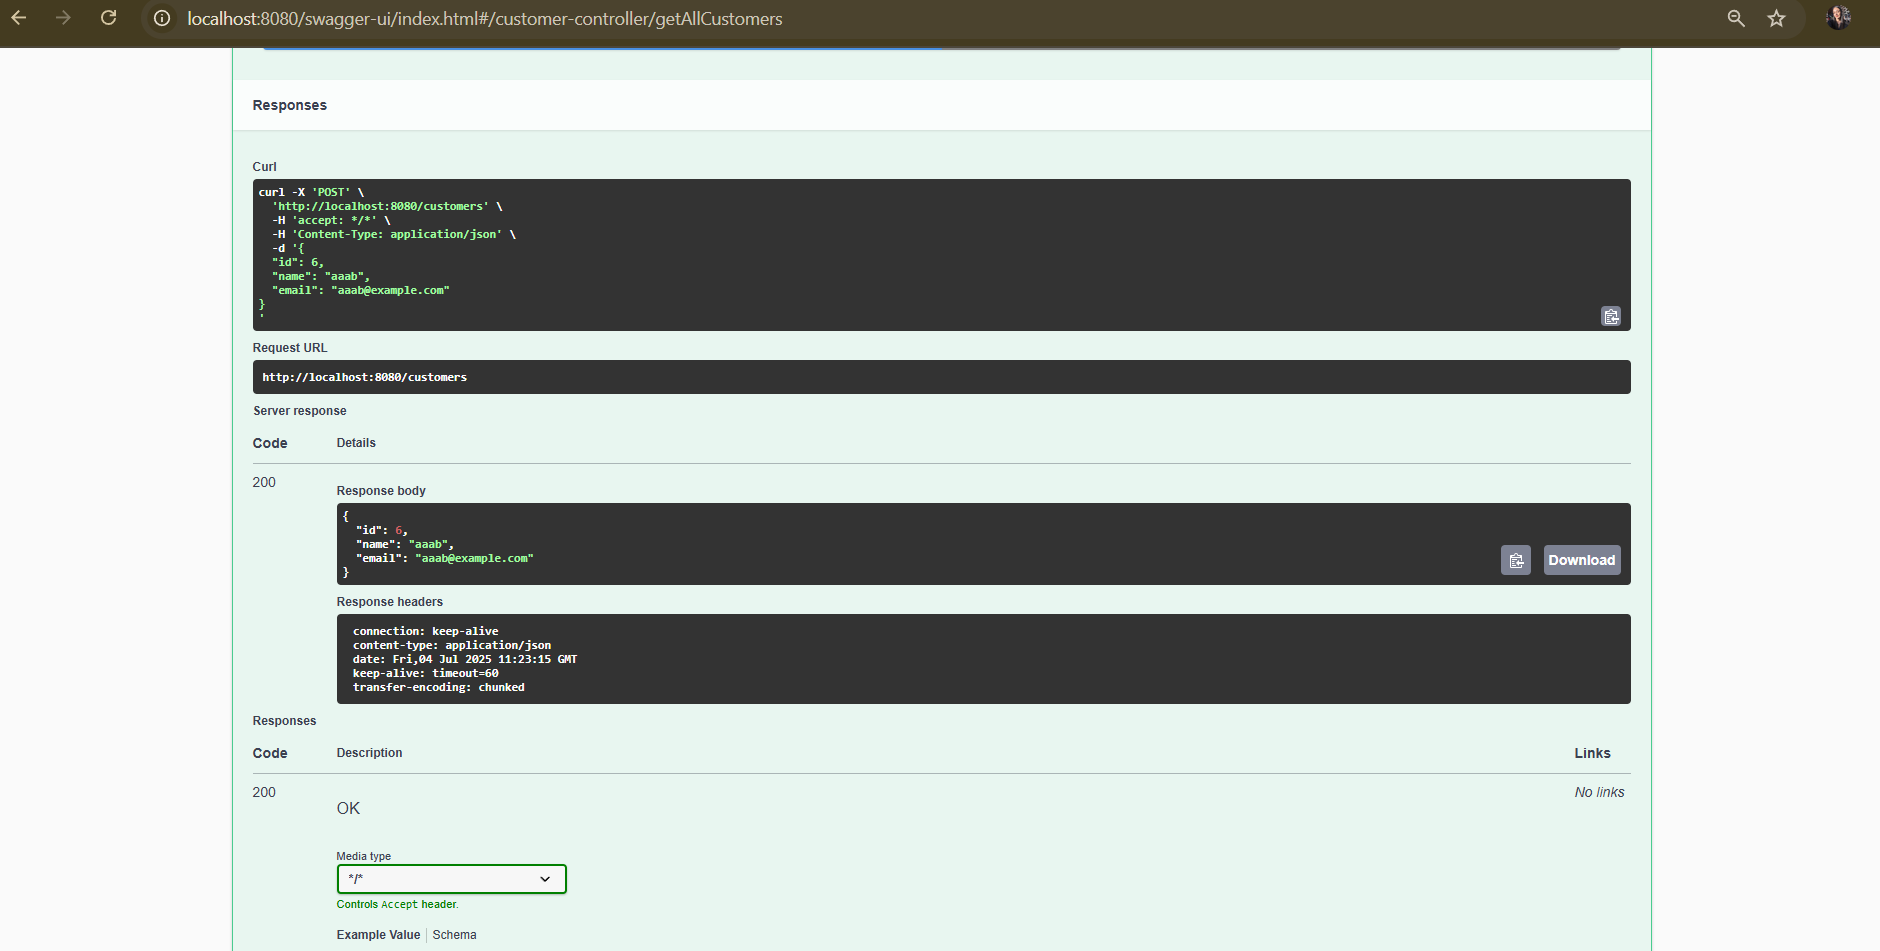 localhost:8080/swagger-ui/index.html#/customer-controller/getAllCustomers
Responses
Curl
curl -X 'POST' \
  'http://localhost:8080/customers' \
  -H 'accept: */*' \
  -H 'Content-Type: application/json' \
  -d '{
  "id": 6,
  "name": "aaab",
  "email": "aaab@example.com"
}
'
Request URL
http://localhost:8080/customers
Server response
Code Details
200
Response body
{
  "id": 6,
  "name": "aaab",
  "email": "aaab@example.com"
}
Download
Response headers
connection: keep-alive
content-type: application/json
date: Fri,04 Jul 2025 11:23:15 GMT
keep-alive: timeout=60
transfer-encoding: chunked
Responses
Code Description Links
200 No links
OK
Media type
*/*
Controls Accept header.
Example Value Schema